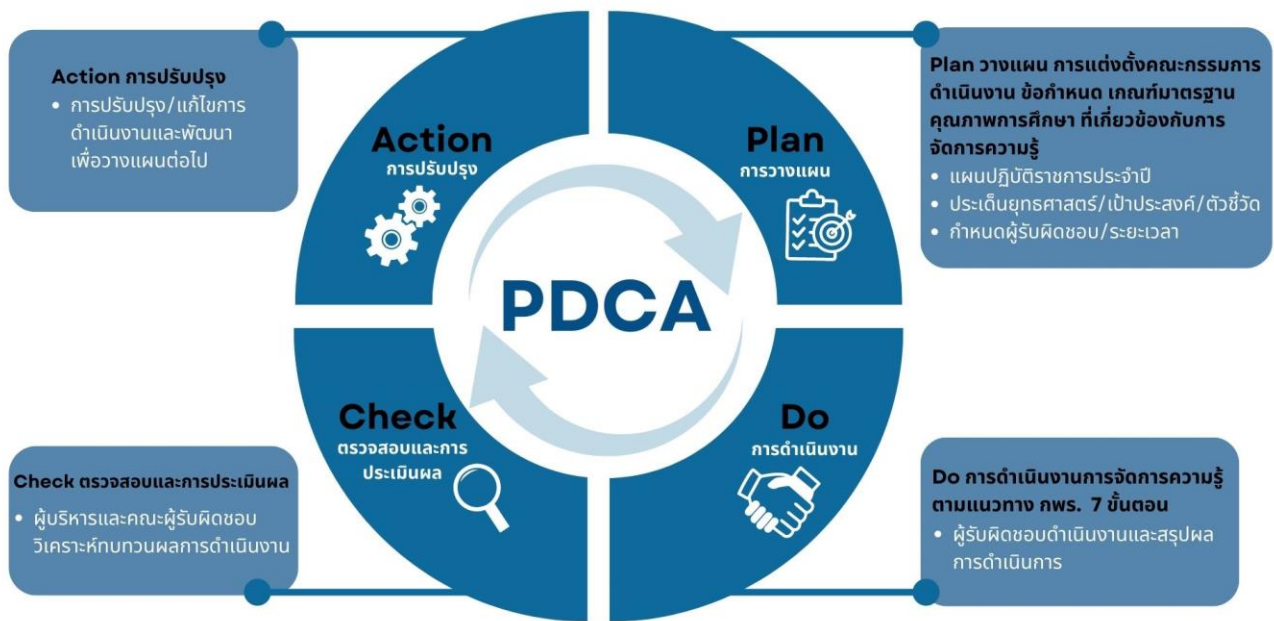 Action การปรับปรุง
• การปรับปรุง/แก้ไขการ
ดำเนินงานและพัฒนา
เพื่อวางแผนต่อไป
Action
การปรับปรุง
Plan
การวางแผน
Plan วางแผน การแต่งตั้งคณะกรรมการ
ดำเนินงาน ข้อกำหนด เกณฑ์มาตรฐาน
คุณภาพการศึกษา ที่เกี่ยวข้องกับการ
จัดการความรู้
• แผนปฏิบัติราชการประจำปี
• ประเด็นยุทธศาสตร์/เป้าประสงค์/ตัวชี้วัด
• กำหนดผู้รับผิดชอบ/ระยะเวลา
PDCA
Check
ตรวจสอบและการ
ประเมินผล
Do
การดำเนินงาน
Check ตรวจสอบและการประเมินผล
• ผู้บริหารและคณะผู้รับผิดชอบ
วิเคราะห์ทบทวนผลการดำเนินงาน
Do การดำเนินงานการจัดการความรู้
ตามแนวทาง กพร. 7 ขั้นตอน
• ผู้รับผิดชอบดำเนินงานและสรุปผล
การดำเนินการ